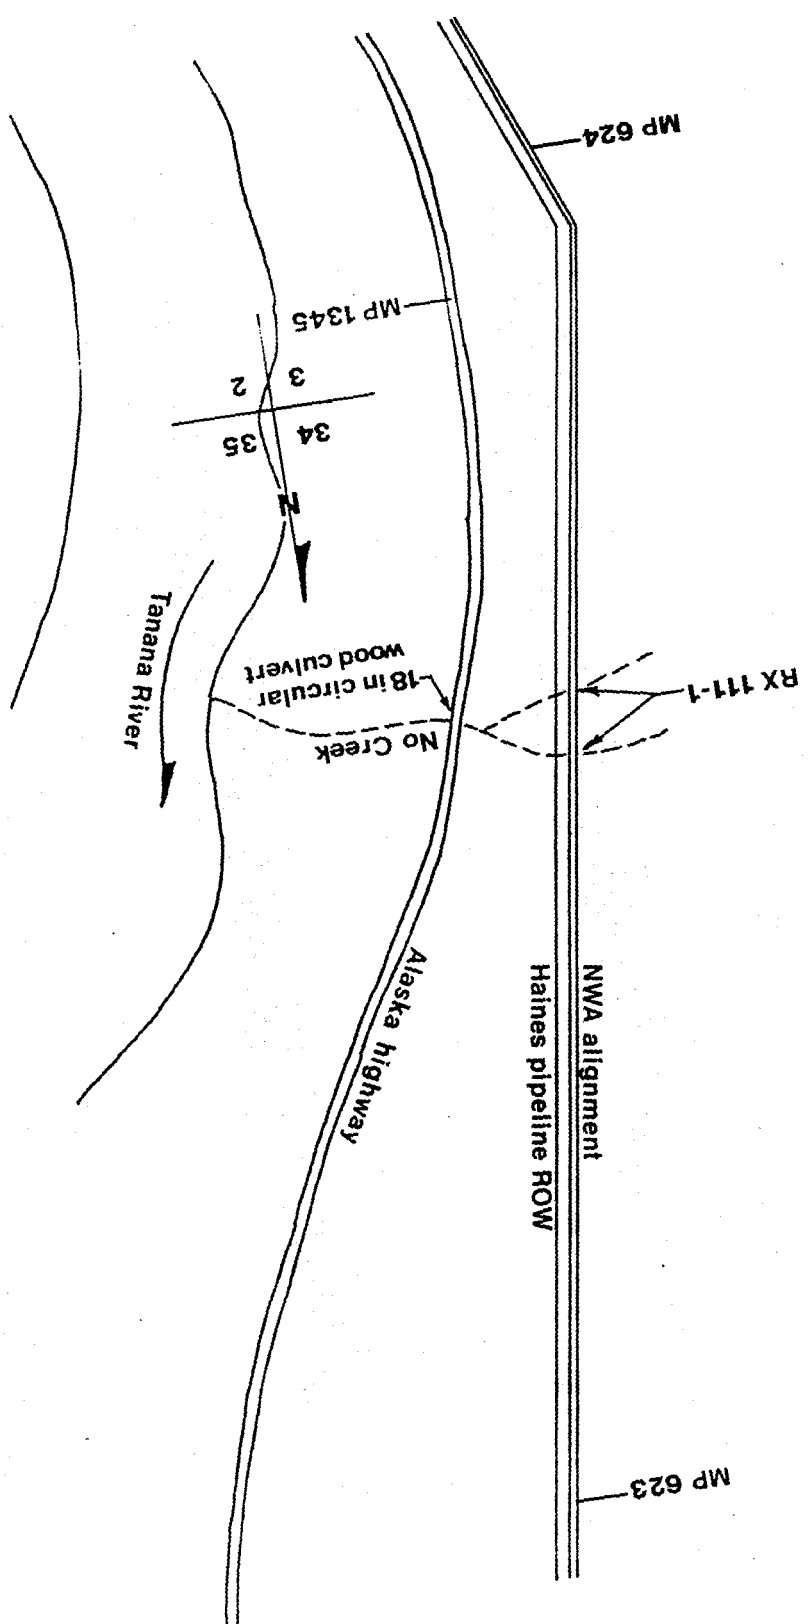 MP 624
MP 1345
2
3
35
34
N
Tanana River
18 in circular
wood culvert
No Creek
RX 111-1
Alaska highway
NWA alignment
Haines pipeline ROW
MP 623